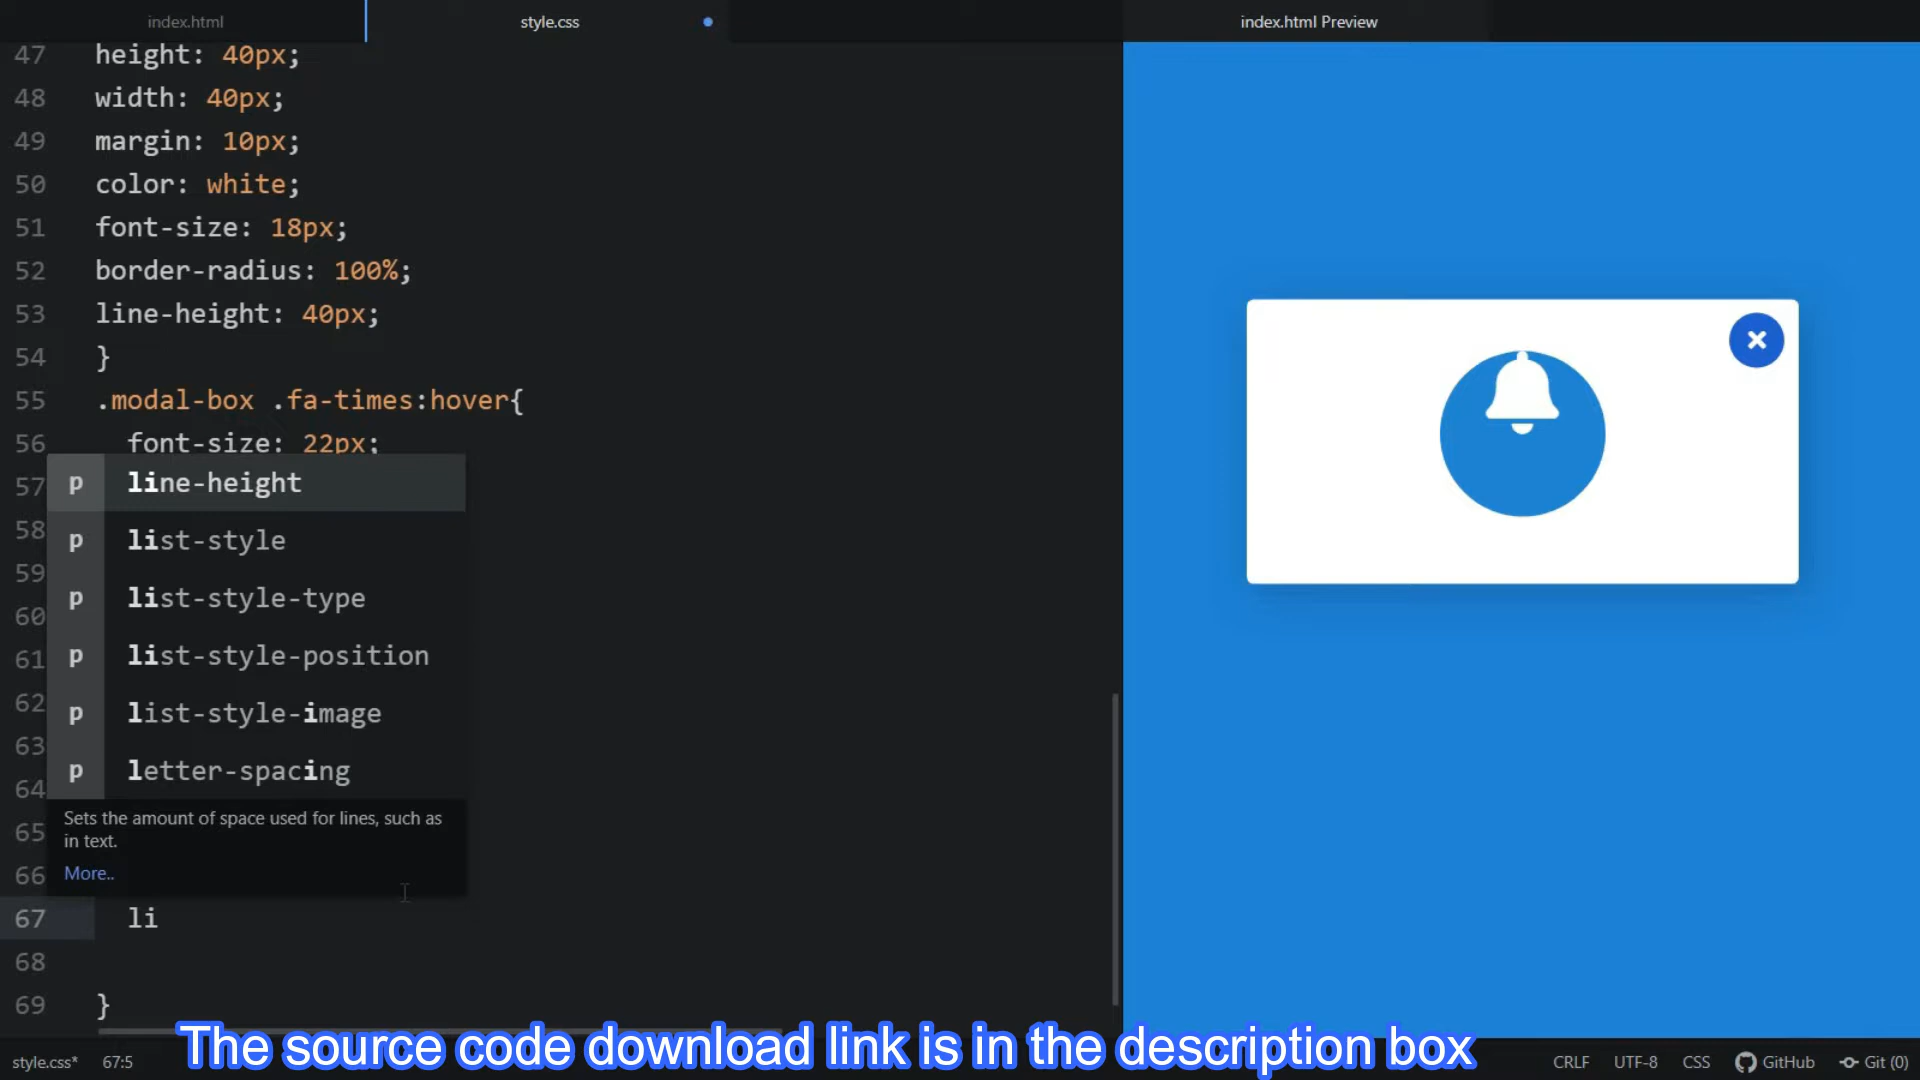 index.html
style.css
index.html Preview
47 height: 40px;
48 width: 40px;
49 margin: 10px;
50 color: white;
51 font-size: 18px;
52 border-radius: 100%;
53 line-height: 40px;
54 }
55 .modal-box .fa-times:hover{
56 font-size: 22px;
57 p line-height
58 p list-style
59
60 p list-style-type
61 p list-style-position
62 p list-style-image
63
64 p letter-spacing
65 Sets the amount of space used for lines, such as
in text.
66 More..
67 li
68
69 }
The source code download link is in the description box
style.css* 67:5 CRLF UTF-8 CSS GitHub Git (0)